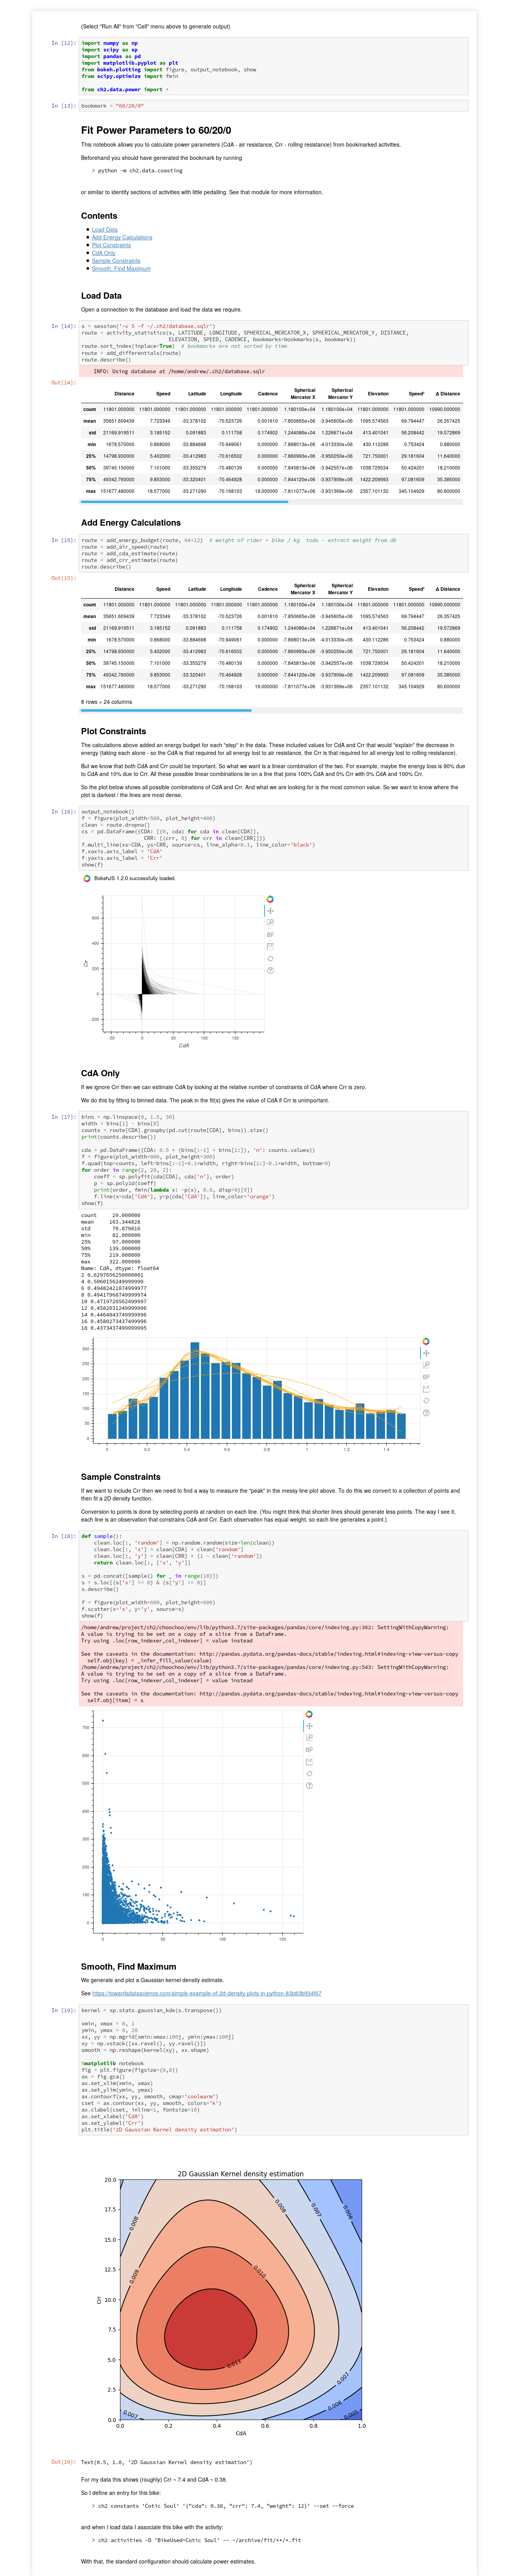 (Select "Run All" from "Cell" menu above to generate output)
In [12]:
import numpy as np
import scipy as sp
import pandas as pd
import matplotlib.pyplot as plt
from bokeh.plotting import figure, output_notebook, show
from scipy.optimize import fmin
from ch2.data.power import *
In [13]:
bookmark = "60/20/0"
Fit Power Parameters to 60/20/0
This notebook allows you to calculate power parameters (CdA - air resistance, Crr - rolling resistance) from bookmarked activities.
Beforehand you should have generated the bookmark by running
> python -m ch2.data.coasting
or similar to identify sections of activities with little pedalling. See that module for more information.
Contents
Load Data
Add Energy Calculations
Plot Constraints
CdA Only
Sample Constraints
Smooth, Find Maximum
Load Data
Open a connection to the database and load the data we require.
In [14]:
s = session('-v 5 -f ~/.ch2/database.sqlr')
route = activity_statistics(s, LATITUDE, LONGITUDE, SPHERICAL_MERCATOR_X, SPHERICAL_MERCATOR_Y, DISTANCE,
ELEVATION, SPEED, CADENCE, bookmarks=bookmarks(s, bookmark))
route.sort_index(inplace=True)  # bookmarks are not sorted by time
route = add_differentials(route)
route.describe()
INFO: Using database at /home/andrew/.ch2/database.sqlr
Out[14]:
Distance Speed Latitude Longitude Cadence Spherical Mercator X Spherical Mercator Y Elevation Speed² Δ Distance
count 11801.000000 11801.000000 11801.000000 11801.000000 11801.000000 1.180100e+04 1.180100e+04 11801.000000 11801.000000 10990.000000
mean 35651.609439 7.723349 -33.378102 -70.523726 0.001610 -7.850665e+06 -3.945605e+06 1095.574563 69.794447 26.357425
std 21169.919511 3.185152 0.091883 0.111758 0.174902 1.244086e+04 1.226671e+04 413.401041 56.208442 19.572869
min 1678.570000 0.868000 -33.884698 -70.949061 0.000000 -7.898013e+06 -4.013330e+06 430.112286 0.753424 0.880000
25% 14798.930000 5.402000 -33.412983 -70.616502 0.000000 -7.860993e+06 -3.950250e+06 721.750000 29.181604 11.640000
50% 39745.150000 7.101000 -33.355279 -70.480139 0.000000 -7.845813e+06 -3.942557e+06 1038.729534 50.424201 18.210000
75% 49342.760000 9.853000 -33.320401 -70.464928 0.000000 -7.844120e+06 -3.937909e+06 1422.209993 97.081609 35.385000
max 151677.480000 18.577000 -33.271290 -70.168103 19.000000 -7.811077e+06 -3.931369e+06 2357.101132 345.104929 80.600000
Add Energy Calculations
In [15]:
route = add_energy_budget(route, 64+12)  # weight of rider + bike / kg  todo - extract weight from db
route = add_air_speed(route)
route = add_cda_estimate(route)
route = add_crr_estimate(route)
route.describe()
Out[15]:
Distance Speed Latitude Longitude Cadence Spherical Mercator X Spherical Mercator Y Elevation Speed² Δ Distance
count 11801.000000 11801.000000 11801.000000 11801.000000 11801.000000 1.180100e+04 1.180100e+04 11801.000000 11801.000000 10990.000000
mean 35651.609439 7.723349 -33.378102 -70.523726 0.001610 -7.850665e+06 -3.945605e+06 1095.574563 69.794447 26.357425
std 21169.919511 3.185152 0.091883 0.111758 0.174902 1.244086e+04 1.226671e+04 413.401041 56.208442 19.572869
min 1678.570000 0.868000 -33.884698 -70.949061 0.000000 -7.898013e+06 -4.013330e+06 430.112286 0.753424 0.880000
25% 14798.930000 5.402000 -33.412983 -70.616502 0.000000 -7.860993e+06 -3.950250e+06 721.750000 29.181604 11.640000
50% 39745.150000 7.101000 -33.355279 -70.480139 0.000000 -7.845813e+06 -3.942557e+06 1038.729534 50.424201 18.210000
75% 49342.760000 9.853000 -33.320401 -70.464928 0.000000 -7.844120e+06 -3.937909e+06 1422.209993 97.081609 35.385000
max 151677.480000 18.577000 -33.271290 -70.168103 19.000000 -7.811077e+06 -3.931369e+06 2357.101132 345.104929 80.600000
8 rows × 24 columns
Plot Constraints
The calculations above added an energy budget for each "step" in the data. These included values for CdA and Crr that would "explain" the decrease in
energy (taking each alone - so the CdA is that required for all energy lost to air resistance, the Crr is that required for all energy lost to rolling resistance).
But we know that both CdA and Crr could be important. So what we want is a linear combination of the two. For example, maybe the energy loss is 90% due
to CdA and 10% due to Crr. All these possible linear combinations lie on a line that joins 100% CdA and 0% Crr with 0% CdA and 100% Crr.
So the plot below shows all possible combinations of CdA and Crr. And what we are looking for is the most common value. So we want to know where the
plot is darkest / the lines are most dense.
In [16]:
output_notebook()
f = figure(plot_width=500, plot_height=400)
clean = route.dropna()
cs = pd.DataFrame({CDA: [(0, cda) for cda in clean[CDA]],
CRR: [(crr, 0) for crr in clean[CRR]]})
f.multi_line(xs=CDA, ys=CRR, source=cs, line_alpha=0.1, line_color='black')
f.xaxis.axis_label = 'CdA'
f.yaxis.axis_label = 'Crr'
show(f)
BokehJS 1.2.0 successfully loaded.
600
400
200
0
-200
Crr
-50 0 50 100 150
CdA
CdA Only
If we ignore Crr then we can estimate CdA by looking at the relative number of constraints of CdA where Crr is zero.
We do this by fitting to binned data. The peak in the fit(s) gives the value of CdA if Crr is unimportant.
In [17]:
bins = np.linspace(0, 1.5, 30)
width = bins[1] - bins[0]
counts = route[CDA].groupby(pd.cut(route[CDA], bins)).size()
print(counts.describe())
cda = pd.DataFrame({CDA: 0.5 * (bins[:-1] + bins[1:]), 'n': counts.values})
f = figure(plot_width=900, plot_height=300)
f.quad(top=counts, left=bins[:-1]+0.1*width, right=bins[1:]-0.1*width, bottom=0)
for order in range(2, 20, 2):
coeff = sp.polyfit(cda[CDA], cda['n'], order)
p = sp.poly1d(coeff)
print(order, fmin(lambda x: -p(x), 0.6, disp=0)[0])
f.line(x=cda['CdA'], y=p(cda['CdA']), line_color='orange')
show(f)
count 29.000000
mean 163.344828
std 70.879816
min 82.000000
25% 97.000000
50% 139.000000
75% 219.000000
max 322.000000
Name: CdA, dtype: float64
2 0.6297656250000001
4 0.5060156249999999
6 0.49482421874999977
8 0.49417968749999974
10 0.4719726562499997
12 0.4582031249999996
14 0.4464843749999996
16 0.4580273437499996
18 0.4373437499999995
300
250
200
150
100
50
0
0 0.2 0.4 0.6 0.8 1 1.2 1.4
Sample Constraints
If we want to include Crr then we need to find a way to measure the "peak" in the messy line plot above. To do this we convert to a collection of points and
then fit a 2D density function.
Conversion to points is done by selecting points at random on each line. (You might think that shorter lines should generate less points. The way I see it,
each line is an observation that constrains CdA and Crr. Each observation has equal weight, so each line generates a point.)
In [18]:
def sample():
clean.loc[:, 'random'] = np.random.random(size=len(clean))
clean.loc[:, 'x'] = clean[CDA] * clean['random']
clean.loc[:, 'y'] = clean[CRR] * (1 - clean['random'])
return clean.loc[:, ['x', 'y']]
s = pd.concat([sample() for _ in range(10)])
s = s.loc[(s['x'] >= 0) & (s['y'] >= 0)]
s.describe()
f = figure(plot_width=600, plot_height=600)
f.scatter(x='x', y='y', source=s)
show(f)
/home/andrew/project/ch2/choochoo/env/lib/python3.7/site-packages/pandas/core/indexing.py:362: SettingWithCopyWarning:
A value is trying to be set on a copy of a slice from a DataFrame.
Try using .loc[row_indexer,col_indexer] = value instead
See the caveats in the documentation: http://pandas.pydata.org/pandas-docs/stable/indexing.html#indexing-view-versus-copy
self.obj[key] = _infer_fill_value(value)
/home/andrew/project/ch2/choochoo/env/lib/python3.7/site-packages/pandas/core/indexing.py:543: SettingWithCopyWarning:
A value is trying to be set on a copy of a slice from a DataFrame.
Try using .loc[row_indexer,col_indexer] = value instead
See the caveats in the documentation: http://pandas.pydata.org/pandas-docs/stable/indexing.html#indexing-view-versus-copy
self.obj[item] = s
700
600
500
400
300
200
100
0
0 50 100 150
Smooth, Find Maximum
We generate and plot a Gaussian kernel density estimate.
See https://towardsdatascience.com/simple-example-of-2d-density-plots-in-python-83b83b934f67
In [19]:
kernel = sp.stats.gaussian_kde(s.transpose())
xmin, xmax = 0, 1
ymin, ymax = 0, 20
xx, yy = np.mgrid[xmin:xmax:100j, ymin:ymax:100j]
xy = np.vstack([xx.ravel(), yy.ravel()])
smooth = np.reshape(kernel(xy), xx.shape)
%matplotlib notebook
fig = plt.figure(figsize=(8,8))
ax = fig.gca()
ax.set_xlim(xmin, xmax)
ax.set_ylim(ymin, ymax)
ax.contourf(xx, yy, smooth, cmap='coolwarm')
cset = ax.contour(xx, yy, smooth, colors='k')
ax.clabel(cset, inline=1, fontsize=10)
ax.set_xlabel('CdA')
ax.set_ylabel('Crr')
plt.title('2D Gaussian Kernel density estimation')
2D Gaussian Kernel density estimation
20.0
17.5
15.0
12.5
10.0
7.5
5.0
2.5
0.0
Crr
0.008
0.009
0.007
0.010
0.011
0.008
0.007
0.006
0.007
0.006
0.005
0.0 0.2 0.4 0.6 0.8 1.0
CdA
Out[19]:
Text(0.5, 1.0, '2D Gaussian Kernel density estimation')
For my data this shows (roughly) Crr ~ 7.4 and CdA ~ 0.38.
So I define an entry for this bike:
> ch2 constants 'Cotic Soul' '{"cda": 0.38, "crr": 7.4, "weight": 12}' --set --force
and when I load data I associate this bike with the activity:
> ch2 activities -D 'BikeUsed=Cotic Soul' -- ~/archive/fit/**/*.fit
With that, the standard configuration should calculate power estimates.